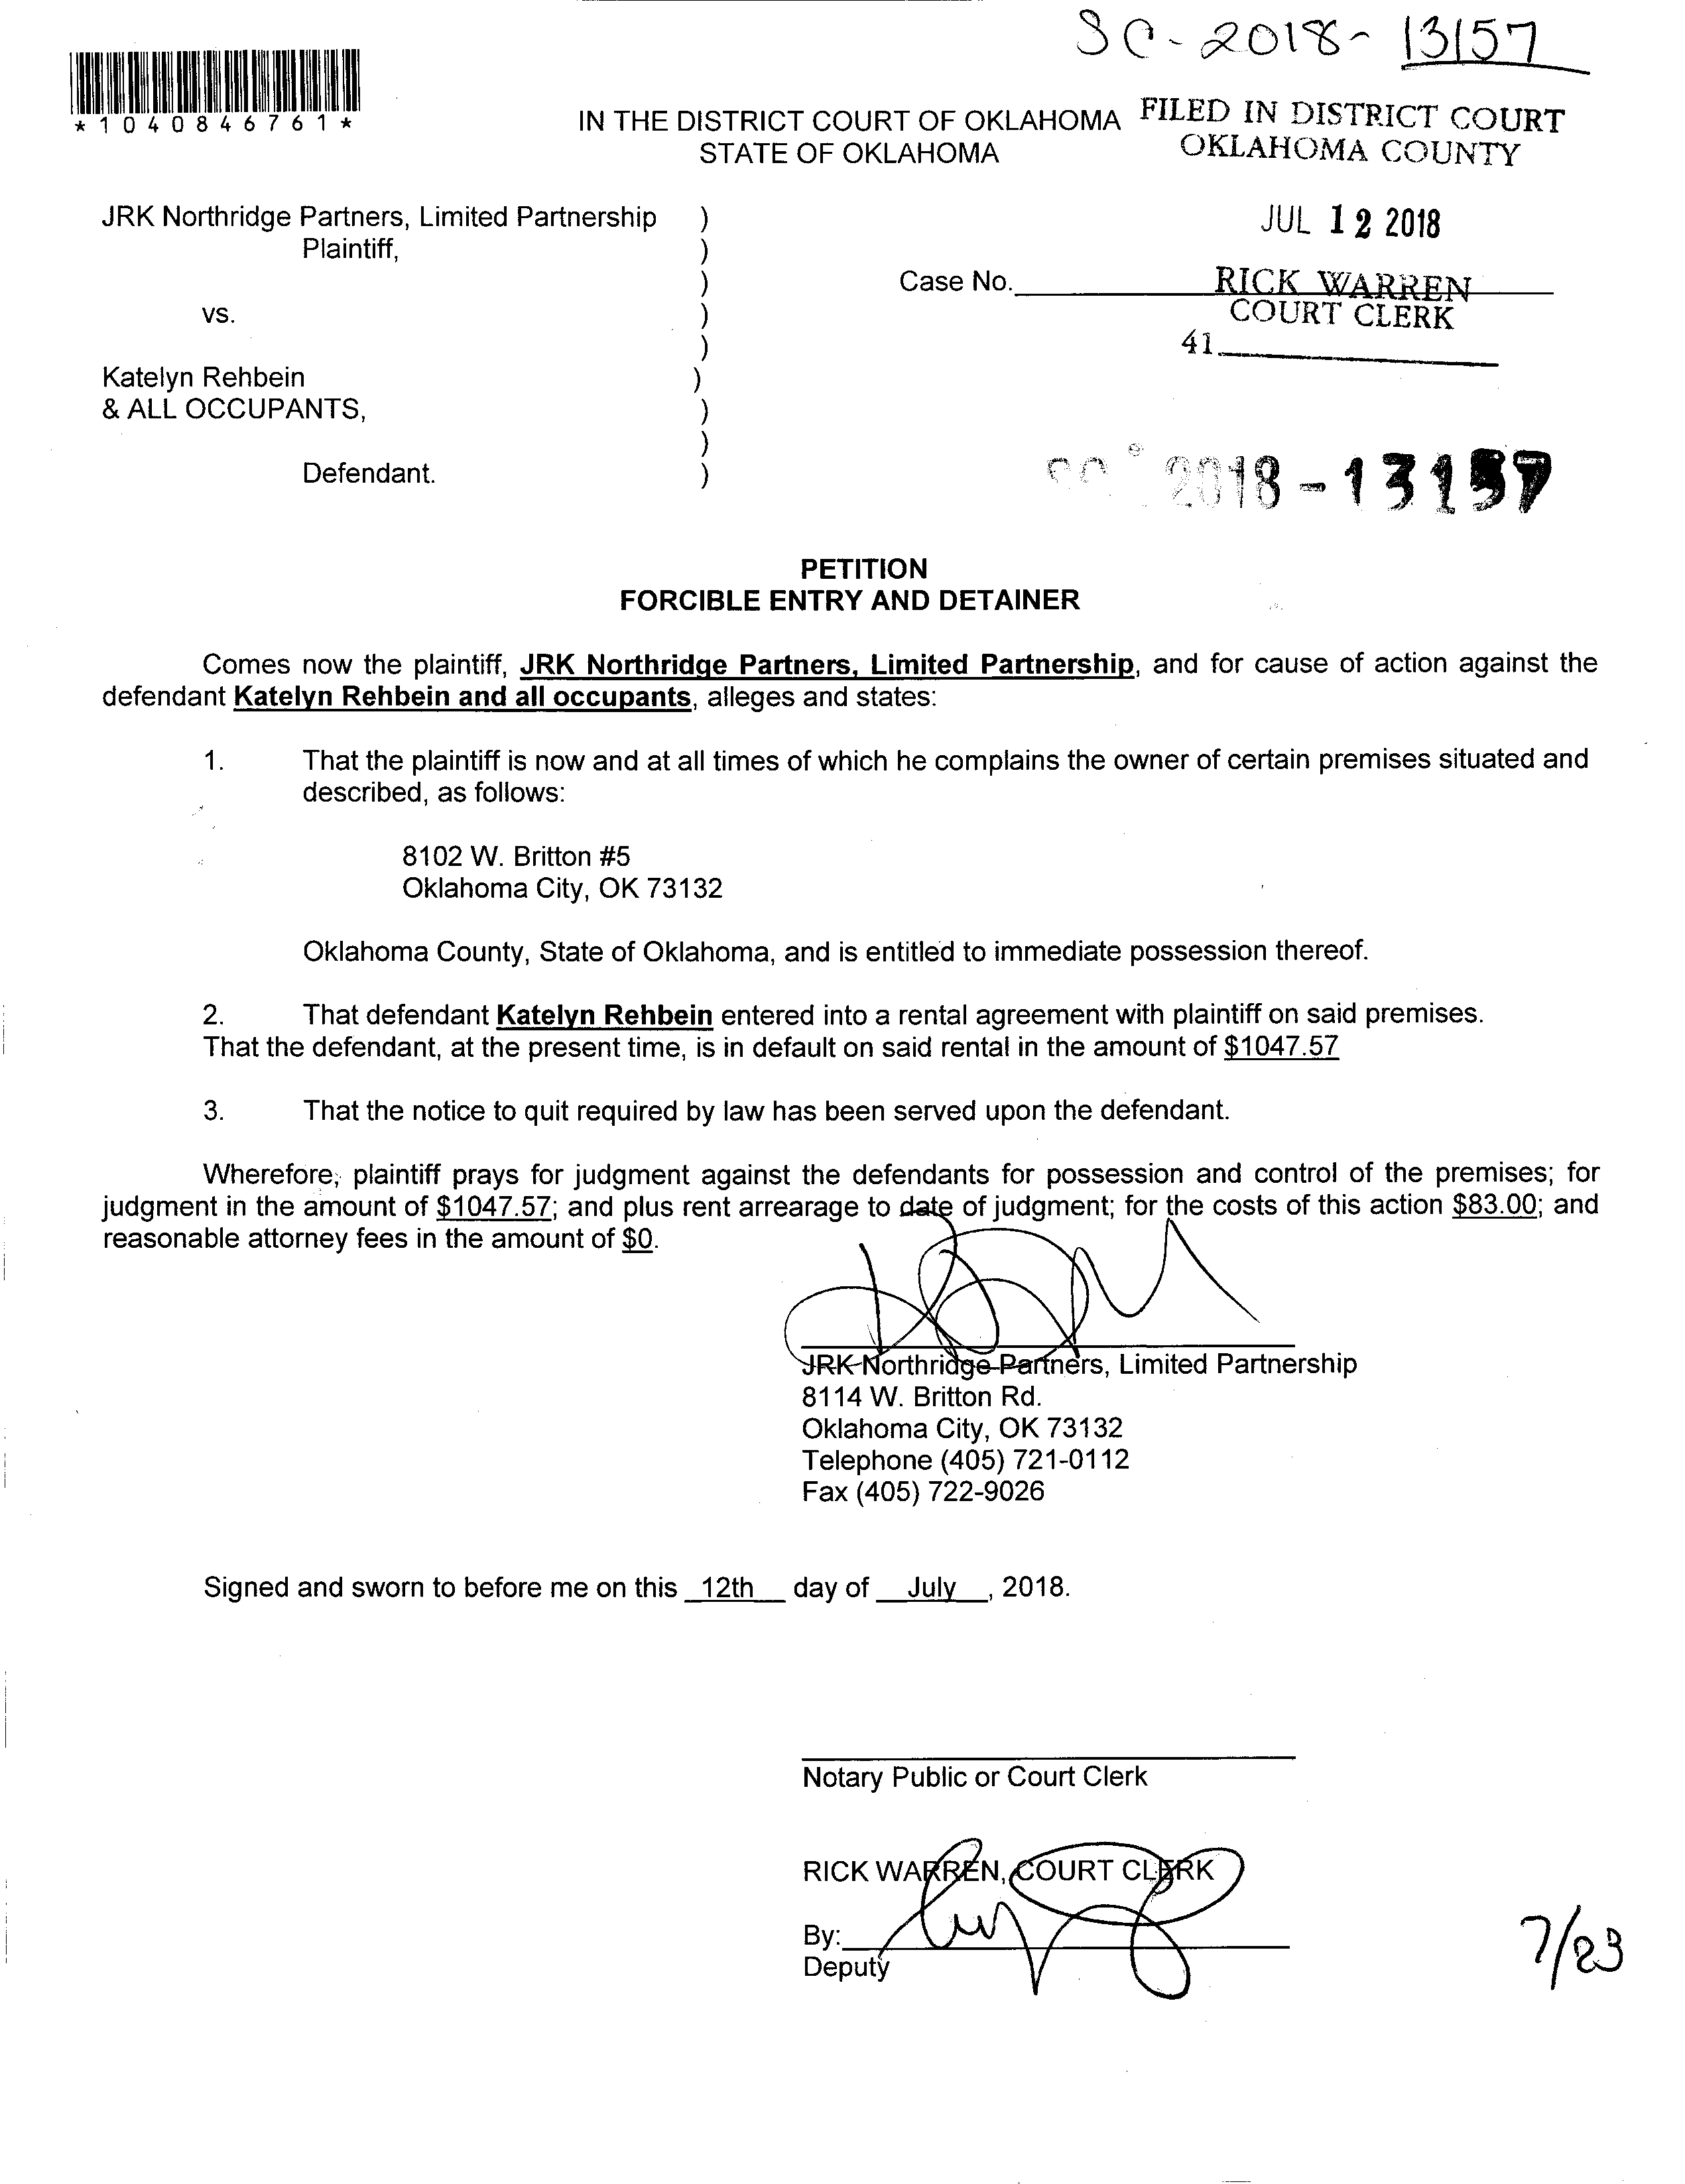 SC-2018-13157
*1040846761*
IN THE DISTRICT COURT OF OKLAHOMA
STATE OF OKLAHOMA
FILED IN DISTRICT COURT
OKLAHOMA COUNTY
JUL 12 2018
RICK WARREN
COURT CLERK
41
JRK Northridge Partners, Limited Partnership )
Plaintiff, )
)
Case No.
vs. )
)
Katelyn Rehbein )
& ALL OCCUPANTS, )
)
Defendant. )
SC 2018-13157
PETITION
FORCIBLE ENTRY AND DETAINER
Comes now the plaintiff, JRK Northridge Partners, Limited Partnership, and for cause of action against the
defendant Katelyn Rehbein and all occupants, alleges and states:
1. That the plaintiff is now and at all times of which he complains the owner of certain premises situated and
described, as follows:
8102 W. Britton #5
Oklahoma City, OK 73132
Oklahoma County, State of Oklahoma, and is entitled to immediate possession thereof.
2. That defendant Katelyn Rehbein entered into a rental agreement with plaintiff on said premises.
That the defendant, at the present time, is in default on said rental in the amount of $1047.57
3. That the notice to quit required by law has been served upon the defendant.
Wherefore, plaintiff prays for judgment against the defendants for possession and control of the premises; for
judgment in the amount of $1047.57; and plus rent arrearage to date of judgment; for the costs of this action $83.00; and
reasonable attorney fees in the amount of $0.
JRK Northridge Partners, Limited Partnership
8114 W. Britton Rd.
Oklahoma City, OK 73132
Telephone (405) 721-0112
Fax (405) 722-9026
Signed and sworn to before me on this 12th day of July, 2018.
Notary Public or Court Clerk
RICK WARREN, COURT CLERK
By:
Deputy
7/23